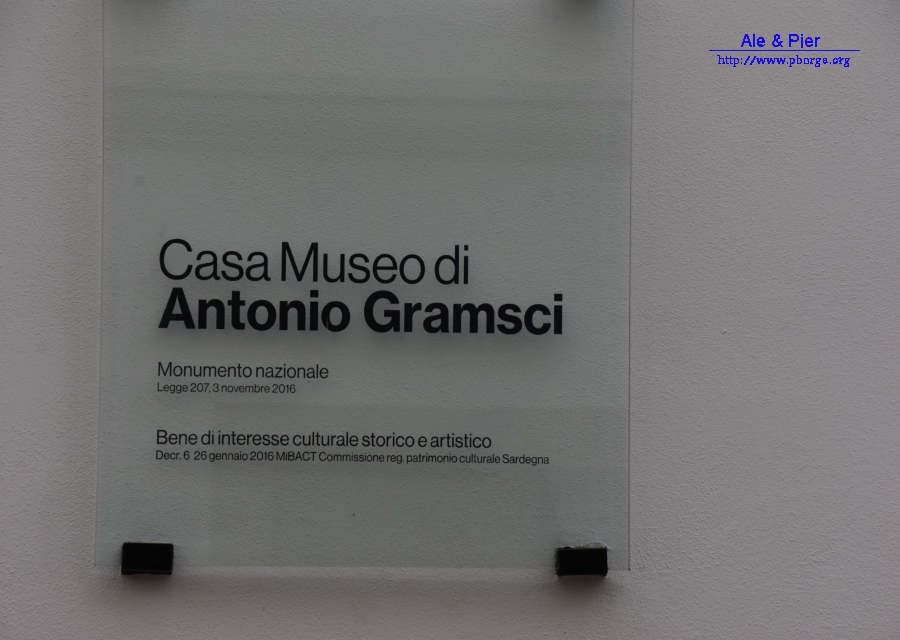 Ale & Pier
http://www.pborge.org
Casa Museo di
Antonio Gramsci
Monumento nazionale
Legge 207, 3 novembre 2016
Bene di interesse culturale storico e artistico
Decr. 6 26 gennaio 2016 MiBACT Commissione reg. patrimonio culturale Sardegna